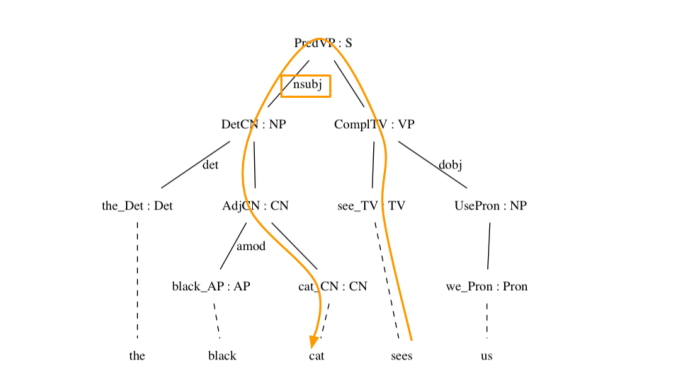 PredVP : S
nsubj
DetCN : NP ComplTV : VP
det dobj
the_Det : Det AdjCN : CN see_TV : TV UsePron : NP
amod
black_AP : AP cat_CN : CN we_Pron : Pron
the black cat sees us